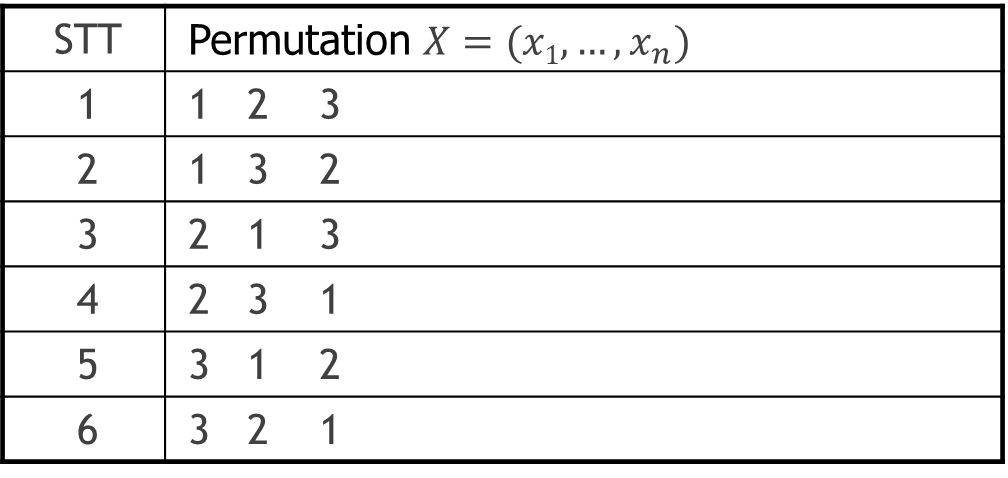 STT Permutation 𝑋 = (𝑥₁, … , 𝑥ₙ)
1 1 2 3
2 1 3 2
3 2 1 3
4 2 3 1
5 3 1 2
6 3 2 1